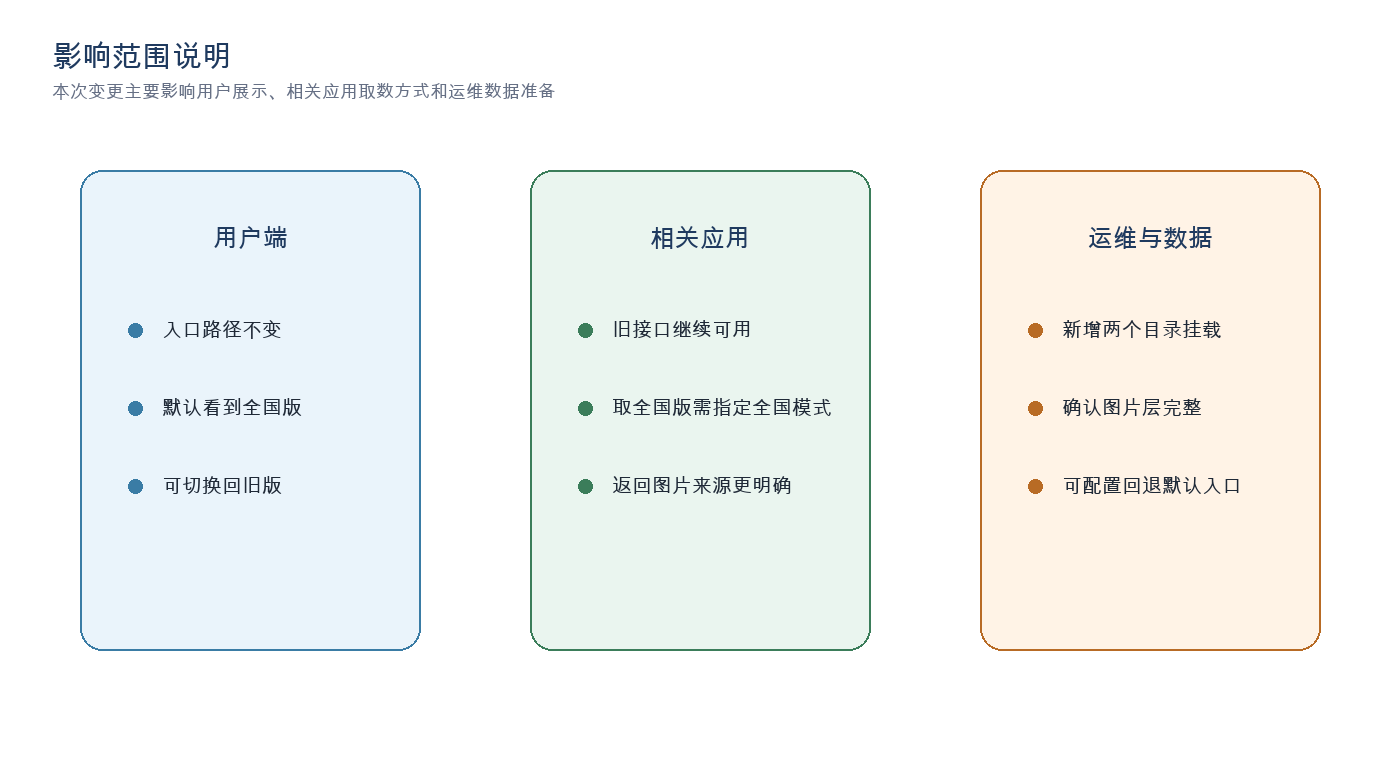 影响范围说明
本次变更主要影响用户展示、相关应用取数方式和运维数据准备
用户端
入口路径不变
默认看到全国版
可切换回旧版
相关应用
旧接口继续可用
取全国版需指定全国模式
返回图片来源更明确
运维与数据
新增两个目录挂载
确认图片层完整
可配置回退默认入口